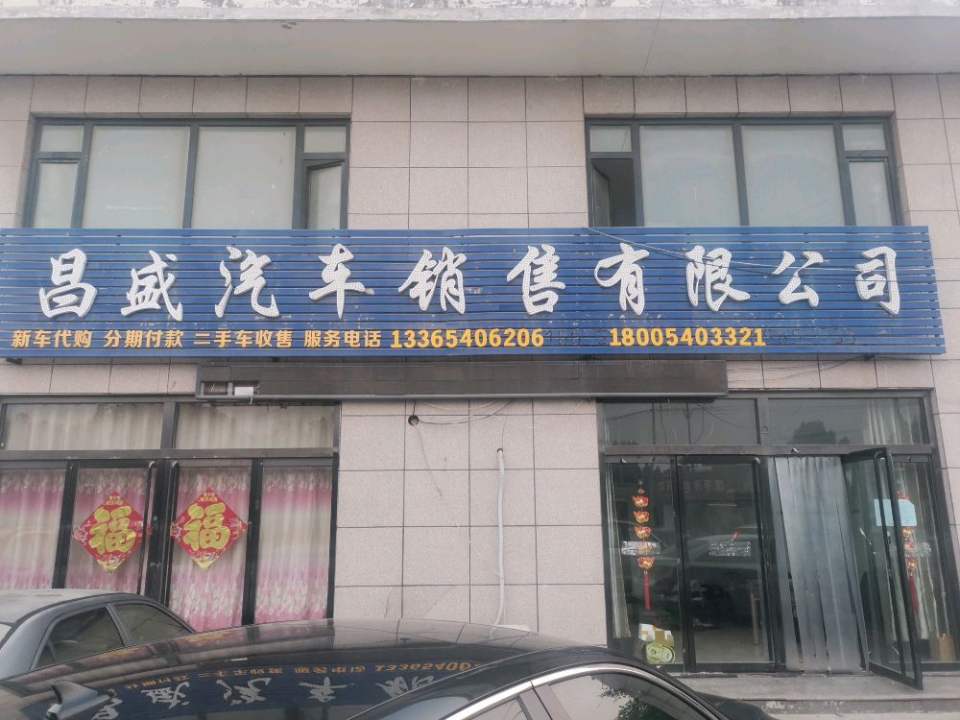 昌盛汽车销售有限公司
新车代购 分期付款 二手车收售 服务电话 13365406206 18005403321
福 福